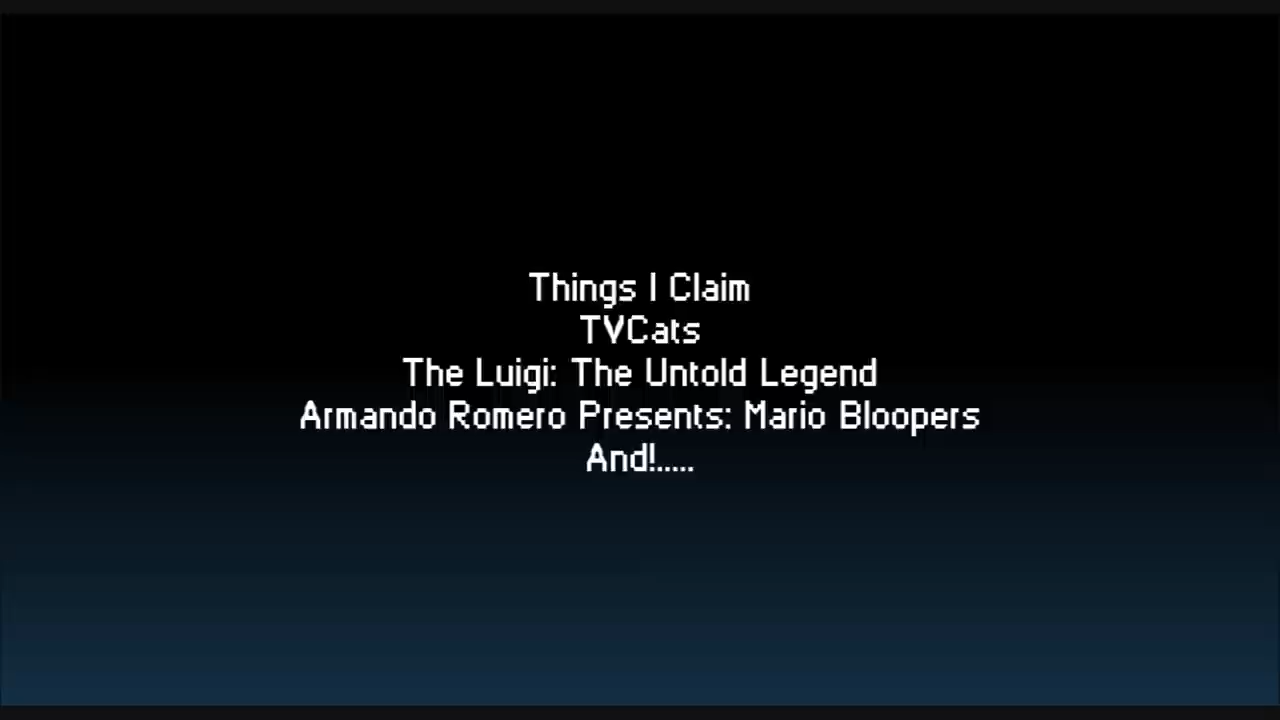 Things I Claim
TVCats
The Luigi: The Untold Legend
Armando Romero Presents: Mario Bloopers
And!.....